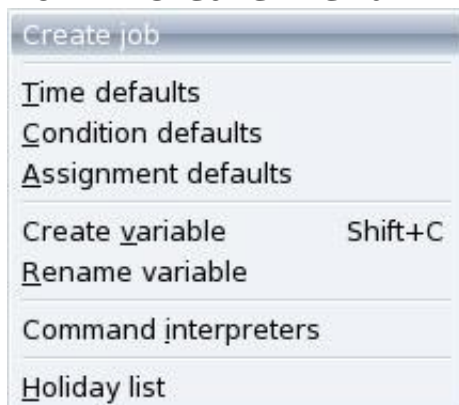 Create job
Time defaults
Condition defaults
Assignment defaults
Create variable Shift+C
Rename variable
Command interpreters
Holiday list